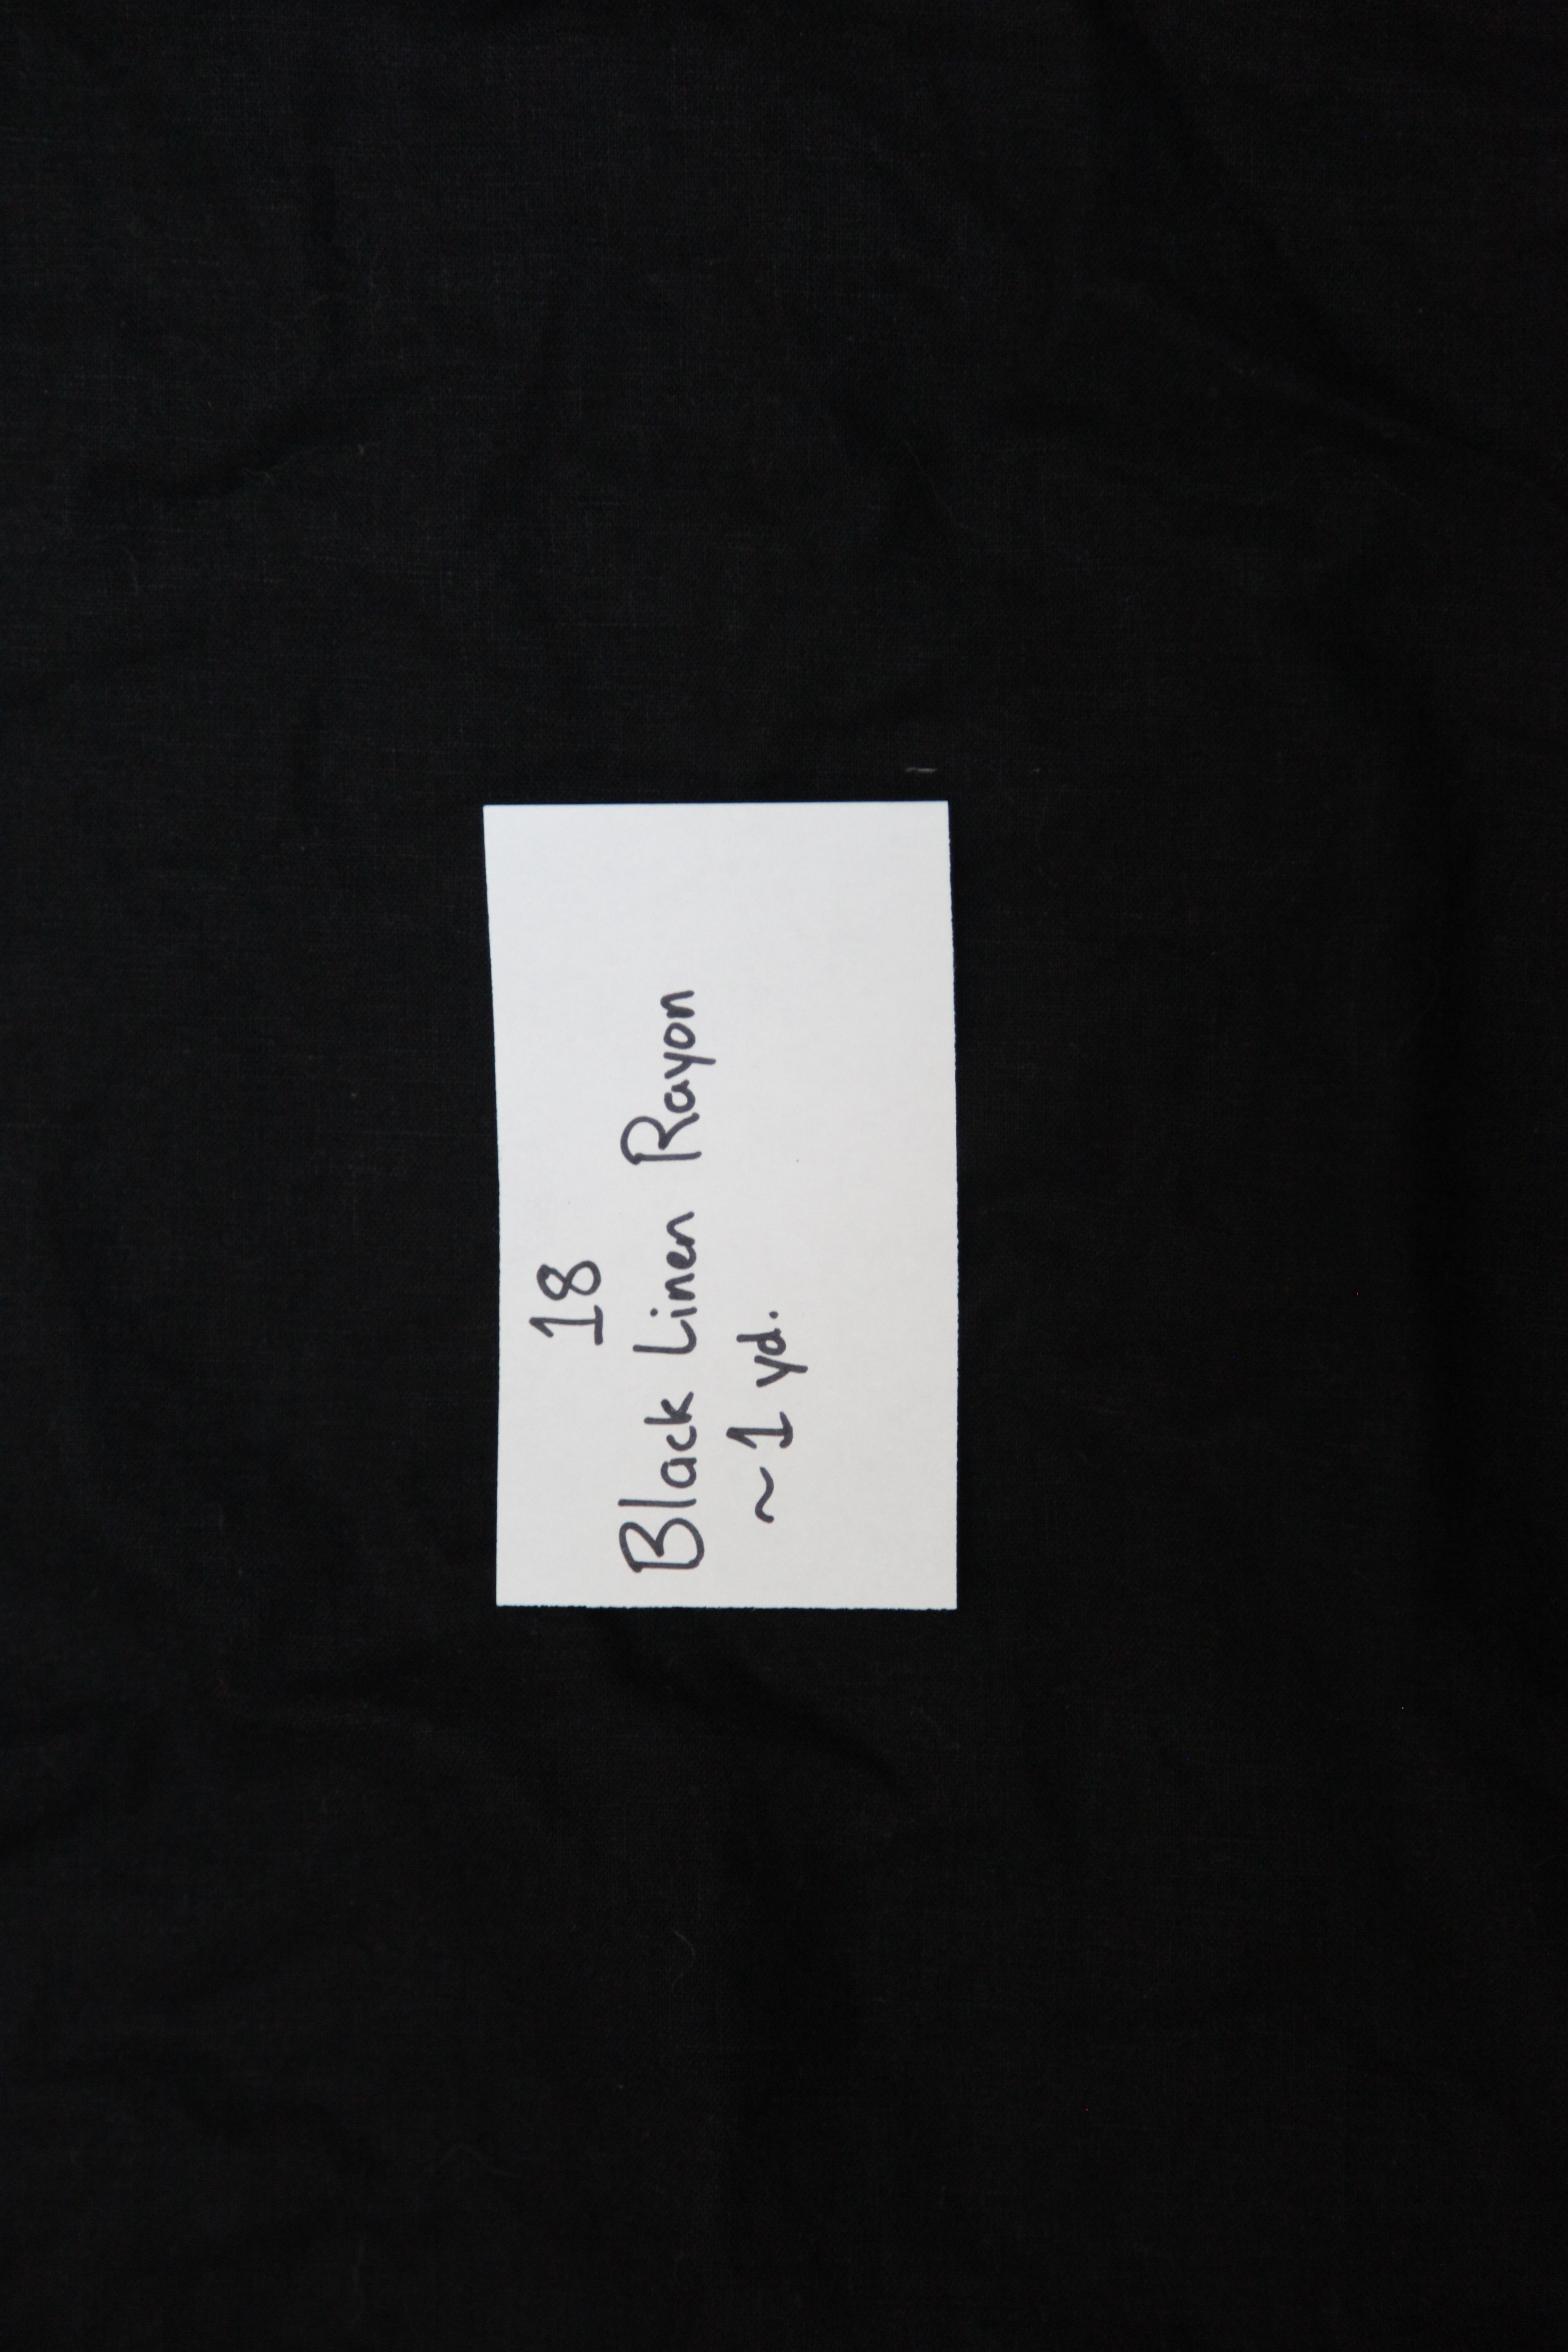 18
Black Linen Rayon
~1 yd.